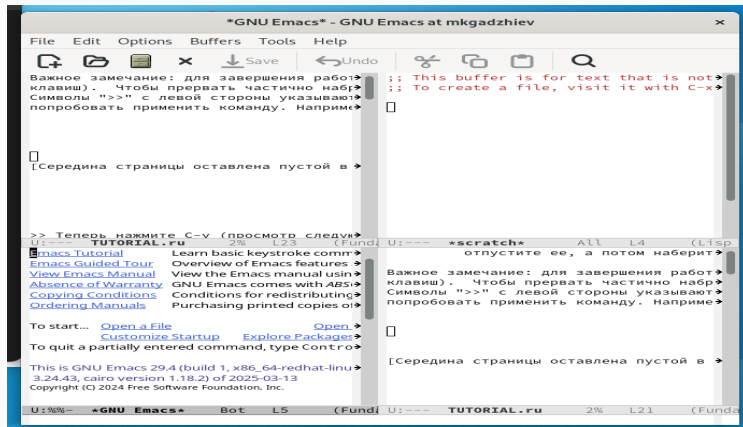 *GNU Emacs* - GNU Emacs at mkgadzhiev
File Edit Options Buffers Tools Help
Save Undo
Важное замечание: для завершения работ
клавиш). Чтобы прервать частично набр
Символы ">>" с левой стороны указывают
попробовать применить команду. Наприме
[Середина страницы оставлена пустой в
>> Теперь нажмите C-v (просмотр следую
U:--- TUTORIAL.ru 2% L23 (Funda
;; This buffer is for text that is not
;; To create a file, visit it with C-x
U:--- *scratch* All L4 (Lisp
Emacs Tutorial Learn basic keystroke comm
Emacs Guided Tour Overview of Emacs features
View Emacs Manual View the Emacs manual usin
Absence of Warranty GNU Emacs comes with ABS
Copying Conditions Conditions for redistributing
Ordering Manuals Purchasing printed copies o
To start... Open a File Open
Customize Startup Explore Packages
To quit a partially entered command, type Contro
This is GNU Emacs 29.4 (build 1, x86_64-redhat-linu
3.24.43, cairo version 1.18.2) of 2025-03-13
Copyright (C) 2024 Free Software Foundation, Inc.
U:%%- *GNU Emacs* Bot L5 (Funda
отпустите ее, а потом наберит
Важное замечание: для завершения работ
клавиш). Чтобы прервать частично набр
Символы ">>" с левой стороны указывают
попробовать применить команду. Наприме
[Середина страницы оставлена пустой в
U:--- TUTORIAL.ru 2% L21 (Funda